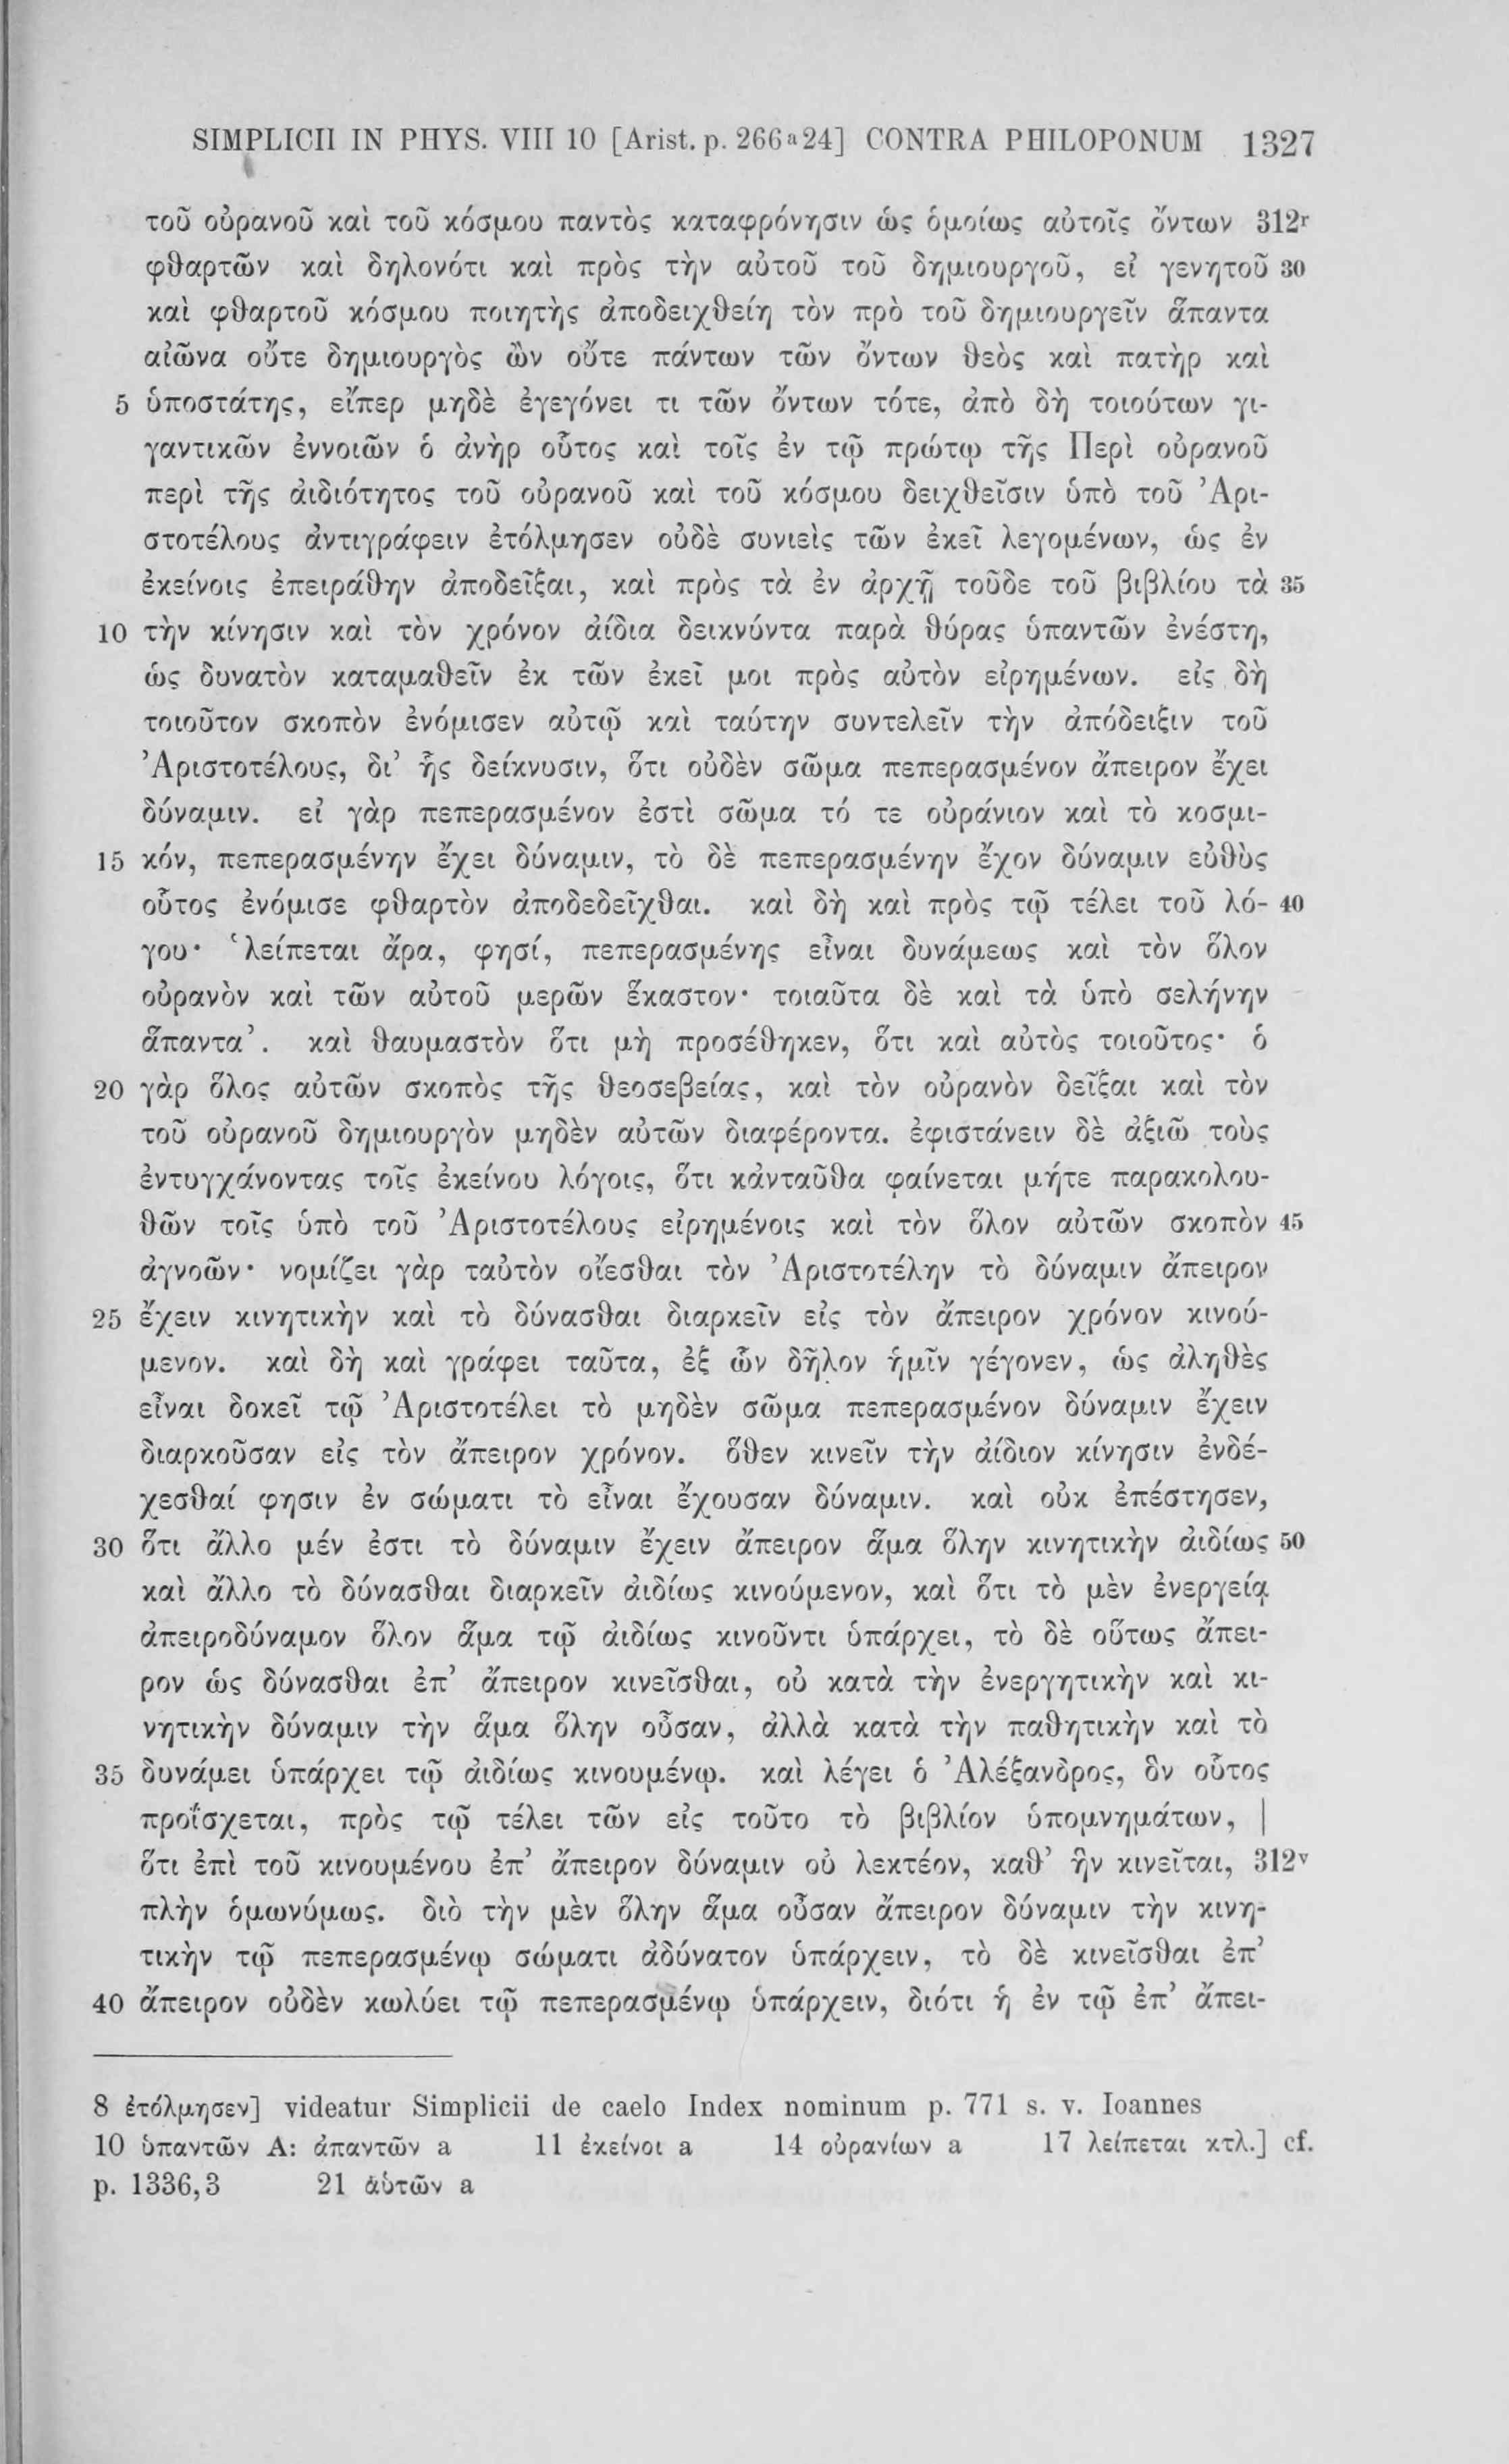 SIMPLICII IN PHYS. VIII 10 [Arist. p. 266a24] CONTRA PHILOPONUM 1327
τοῦ οὐρανοῦ καὶ τοῦ κόσμου παντὸς καταφρόνησιν ὡς ὁμοίως αὐτοῖς ὄντων 312r
φθαρτῶν καὶ δηλονότι καὶ πρὸς τὴν αὐτοῦ τοῦ δημιουργοῦ, εἰ γενητοῦ 30
καὶ φθαρτοῦ κόσμου ποιητὴς ἀποδειχθείη τὸν πρὸ τοῦ δημιουργεῖν ἅπαντα
αἰῶνα οὔτε δημιουργὸς ὢν οὔτε πάντων τῶν ὄντων θεὸς καὶ πατὴρ καὶ
5 ὑποστάτης, εἴπερ μηδὲ ἐγεγόνει τι τῶν ὄντων τότε, ἀπὸ δὴ τοιούτων γι-
γαντικῶν ἐννοιῶν ὁ ἀνὴρ οὗτος καὶ τοῖς ἐν τῷ πρώτῳ τῆς Περὶ οὐρανοῦ
περὶ τῆς ἀιδιότητος τοῦ οὐρανοῦ καὶ τοῦ κόσμου δειχθεῖσιν ὑπὸ τοῦ Ἀρι-
στοτέλους ἀντιγράφειν ἐτόλμησεν οὐδὲ συνιεὶς τῶν ἐκεῖ λεγομένων, ὡς ἐν
ἐκείνοις ἐπειράθην ἀποδεῖξαι, καὶ πρὸς τὰ ἐν ἀρχῇ τοῦδε τοῦ βιβλίου τὰ 35
10 τὴν κίνησιν καὶ τὸν χρόνον ἀίδια δεικνύντα παρὰ θύρας ὑπαντῶν ἐνέστη,
ὡς δυνατὸν καταμαθεῖν ἐκ τῶν ἐκεῖ μοι πρὸς αὐτὸν εἰρημένων. εἰς δὴ
τοιοῦτον σκοπὸν ἐνόμισεν αὐτῷ καὶ ταύτην συντελεῖν τὴν ἀπόδειξιν τοῦ
Ἀριστοτέλους, δι’ ἧς δείκνυσιν, ὅτι οὐδὲν σῶμα πεπερασμένον ἄπειρον ἔχει
δύναμιν. εἰ γὰρ πεπερασμένον ἐστὶ σῶμα τό τε οὐράνιον καὶ τὸ κοσμι-
15 κόν, πεπερασμένην ἔχει δύναμιν, τὸ δὲ πεπερασμένην ἔχον δύναμιν εὐθὺς
οὗτος ἐνόμισε φθαρτὸν ἀποδεδεῖχθαι. καὶ δὴ καὶ πρὸς τῷ τέλει τοῦ λό- 40
γου· ‘λείπεται ἄρα, φησί, πεπερασμένης εἶναι δυνάμεως καὶ τὸν ὅλον
οὐρανὸν καὶ τῶν αὐτοῦ μερῶν ἕκαστον· τοιαῦτα δὲ καὶ τὰ ὑπὸ σελήνην
ἅπαντα’. καὶ θαυμαστὸν ὅτι μὴ προσέθηκεν, ὅτι καὶ αὐτὸς τοιοῦτος· ὁ
20 γὰρ ὅλος αὐτῶν σκοπὸς τῆς θεοσεβείας, καὶ τὸν οὐρανὸν δεῖξαι καὶ τὸν
τοῦ οὐρανοῦ δημιουργὸν μηδὲν αὐτῶν διαφέροντα. ἐφιστάνειν δὲ ἀξιῶ τοὺς
ἐντυγχάνοντας τοῖς ἐκείνου λόγοις, ὅτι κἀνταῦθα φαίνεται μήτε παρακολου-
θῶν τοῖς ὑπὸ τοῦ Ἀριστοτέλους εἰρημένοις καὶ τὸν ὅλον αὐτῶν σκοπὸν 45
ἀγνοῶν· νομίζει γὰρ ταὐτὸν οἴεσθαι τὸν Ἀριστοτέλην τὸ δύναμιν ἄπειρον
25 ἔχειν κινητικὴν καὶ τὸ δύνασθαι διαρκεῖν εἰς τὸν ἄπειρον χρόνον κινού-
μενον. καὶ δὴ καὶ γράφει ταῦτα, ἐξ ὧν δῆλον ἡμῖν γέγονεν, ὡς ἀληθὲς
εἶναι δοκεῖ τῷ Ἀριστοτέλει τὸ μηδὲν σῶμα πεπερασμένον δύναμιν ἔχειν
διαρκοῦσαν εἰς τὸν ἄπειρον χρόνον. ὅθεν κινεῖν τὴν ἀίδιον κίνησιν ἐνδέ-
χεσθαί φησιν ἐν σώματι τὸ εἶναι ἔχουσαν δύναμιν. καὶ οὐκ ἐπέστησεν,
30 ὅτι ἄλλο μέν ἐστι τὸ δύναμιν ἔχειν ἄπειρον ἅμα ὅλην κινητικὴν ἀιδίως 50
καὶ ἄλλο τὸ δύνασθαι διαρκεῖν ἀιδίως κινούμενον, καὶ ὅτι τὸ μὲν ἐνεργείᾳ
ἀπειροδύναμον ὅλον ἅμα τῷ ἀιδίως κινοῦντι ὑπάρχει, τὸ δὲ οὕτως ἄπει-
ρον ὡς δύνασθαι ἐπ’ ἄπειρον κινεῖσθαι, οὐ κατὰ τὴν ἐνεργητικὴν καὶ κι-
νητικὴν δύναμιν τὴν ἅμα ὅλην οὖσαν, ἀλλὰ κατὰ τὴν παθητικὴν καὶ τὸ
35 δυνάμει ὑπάρχει τῷ ἀιδίως κινουμένῳ. καὶ λέγει ὁ Ἀλέξανδρος, ὃν οὗτος
προΐσχεται, πρὸς τῷ τέλει τῶν εἰς τοῦτο τὸ βιβλίον ὑπομνημάτων, |
ὅτι ἐπὶ τοῦ κινουμένου ἐπ’ ἄπειρον δύναμιν οὐ λεκτέον, καθ’ ἣν κινεῖται, 312v
πλὴν ὁμωνύμως. διὸ τὴν μὲν ὅλην ἅμα οὖσαν ἄπειρον δύναμιν τὴν κινη-
τικὴν τῷ πεπερασμένῳ σώματι ἀδύνατον ὑπάρχειν, τὸ δὲ κινεῖσθαι ἐπ’
40 ἄπειρον οὐδὲν κωλύει τῷ πεπερασμένῳ ὑπάρχειν, διότι ἡ ἐν τῷ ἐπ’ ἄπει-
8 ἐτόλμησεν] videatur Simplicii de caelo Index nominum p. 771 s. v. Ioannes
10 ὑπαντῶν A: ἀπαντῶν a 11 ἐκείνοι a 14 οὐρανίων a 17 λείπεται κτλ.] cf.
p. 1336,3 21 ἁὑτῶν a